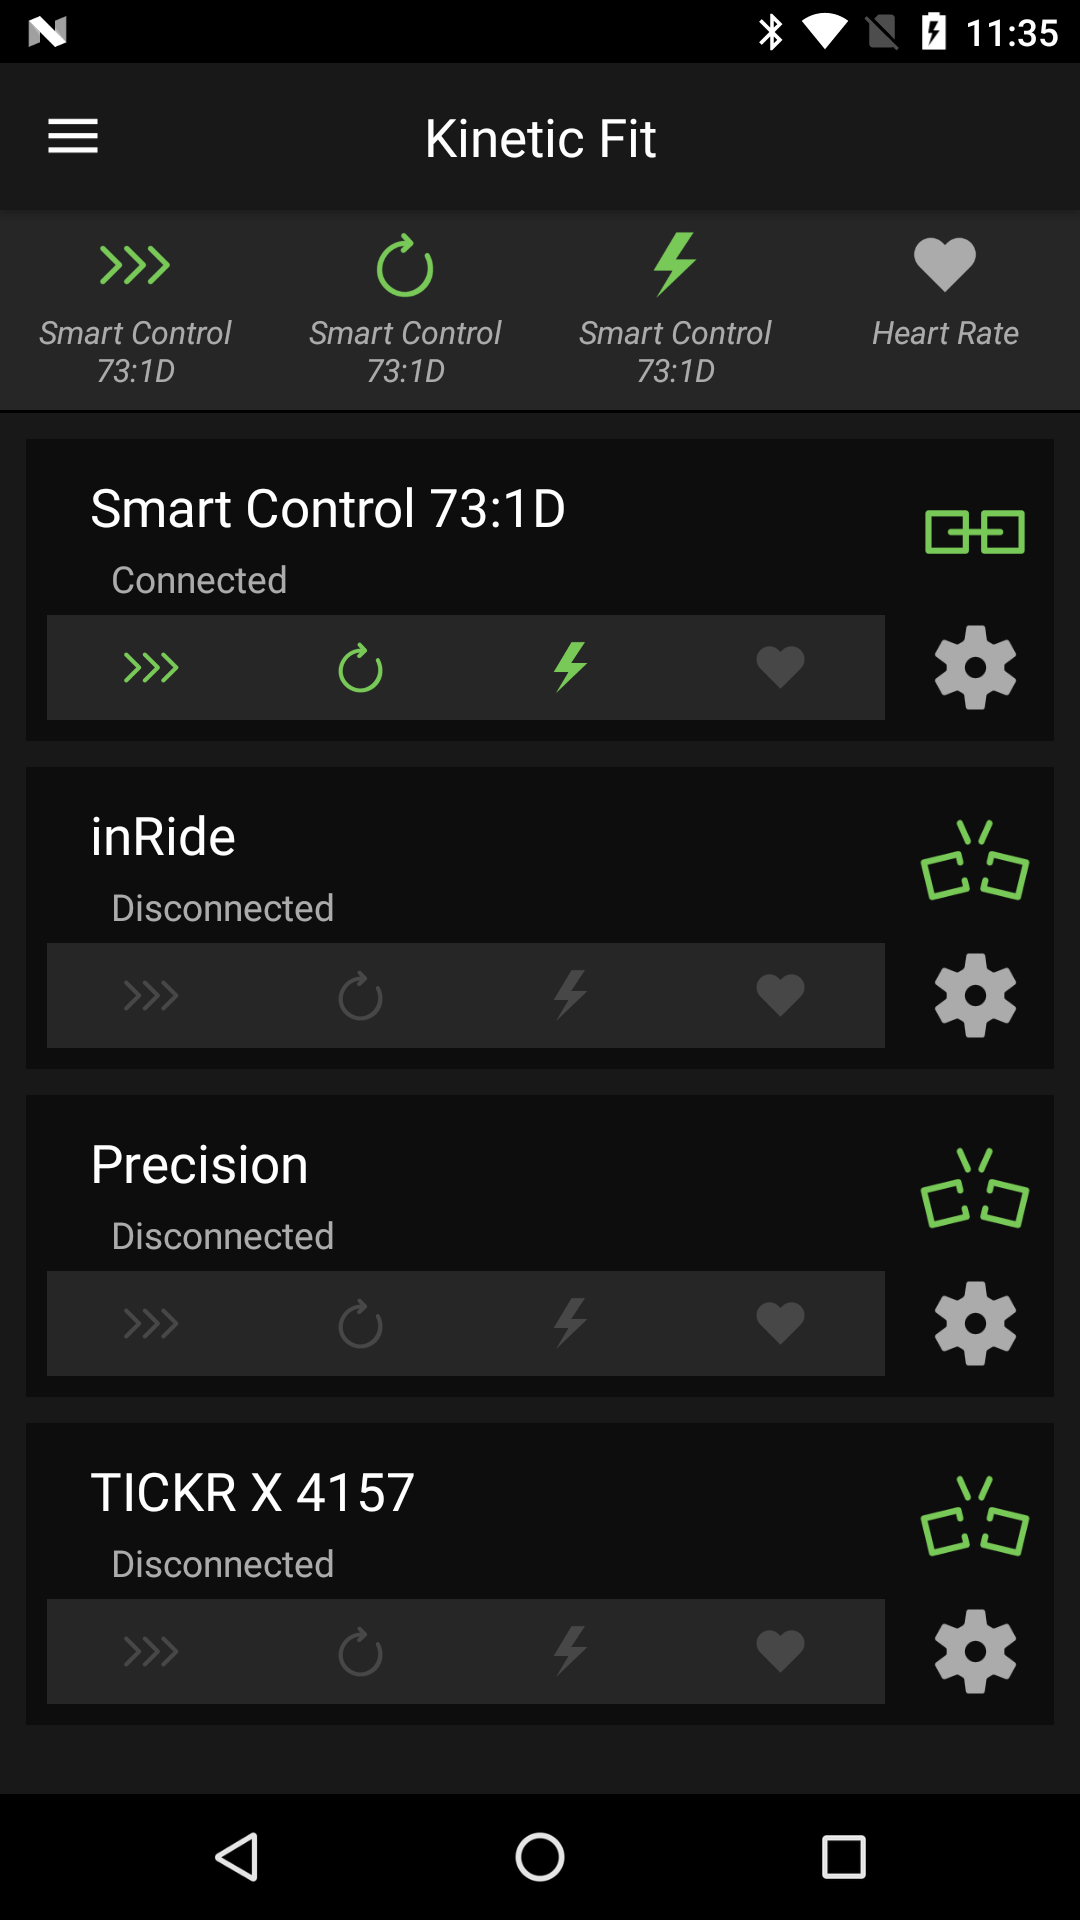 11:35
Kinetic Fit
Smart Control
73:1D
Smart Control
73:1D
Smart Control
73:1D
Heart Rate
Smart Control 73:1D
Connected
inRide
Disconnected
Precision
Disconnected
TICKR X 4157
Disconnected